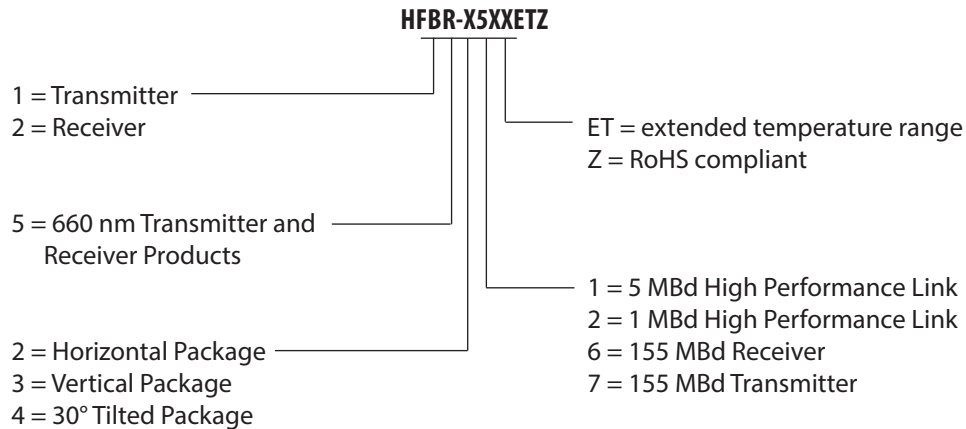 HFBR-X5XXETZ
1 = Transmitter
2 = Receiver
5 = 660 nm Transmitter and
Receiver Products
2 = Horizontal Package
3 = Vertical Package
4 = 30° Tilted Package
ET = extended temperature range
Z = RoHS compliant
1 = 5 MBd High Performance Link
2 = 1 MBd High Performance Link
6 = 155 MBd Receiver
7 = 155 MBd Transmitter